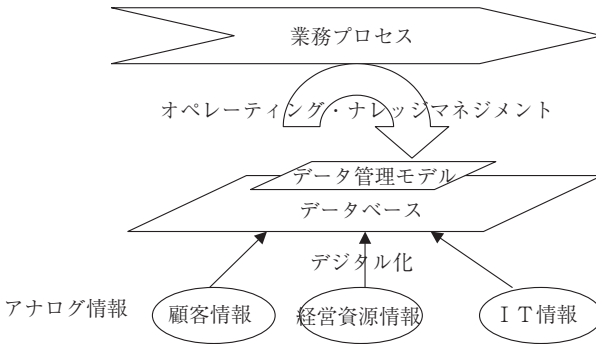 業務プロセス
オペレーティング・ナレッジマネジメント
データ管理モデル
データベース
デジタル化
アナログ情報
顧客情報
経営資源情報
ＩＴ情報